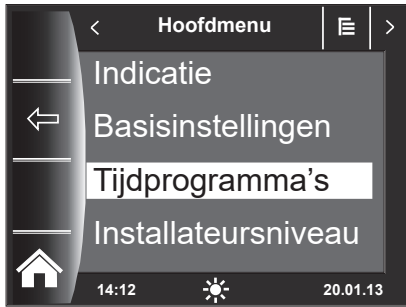 Hoofdmenu
Indicatie
Basisinstellingen
Tijdprogramma's
Installateursniveau
14:12 20.01.13